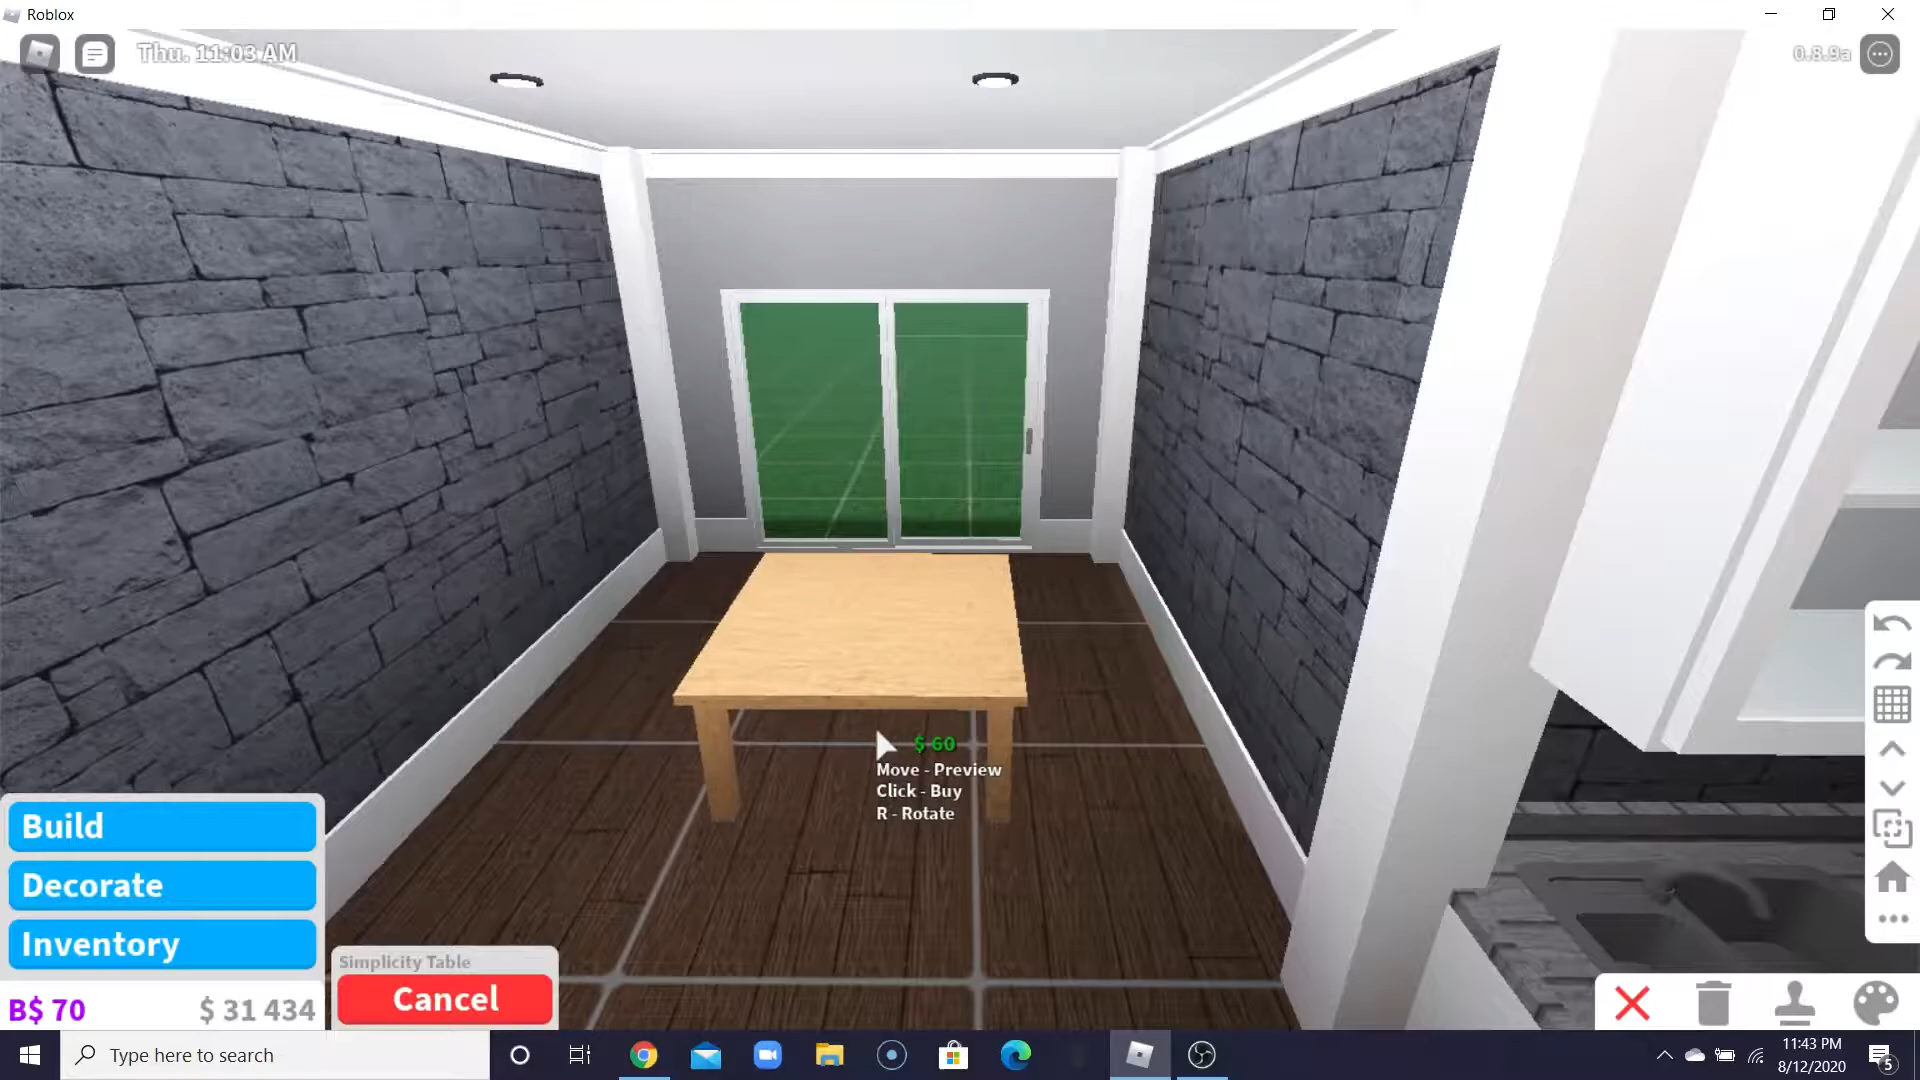 Roblox
Thu. 11:03 AM
0.8.9a
$ 60
Move - Preview
Click - Buy
R - Rotate
Build
Decorate
Inventory
Simplicity Table
Cancel
B$ 70
$ 31 434
Type here to search
11:43 PM
8/12/2020
5